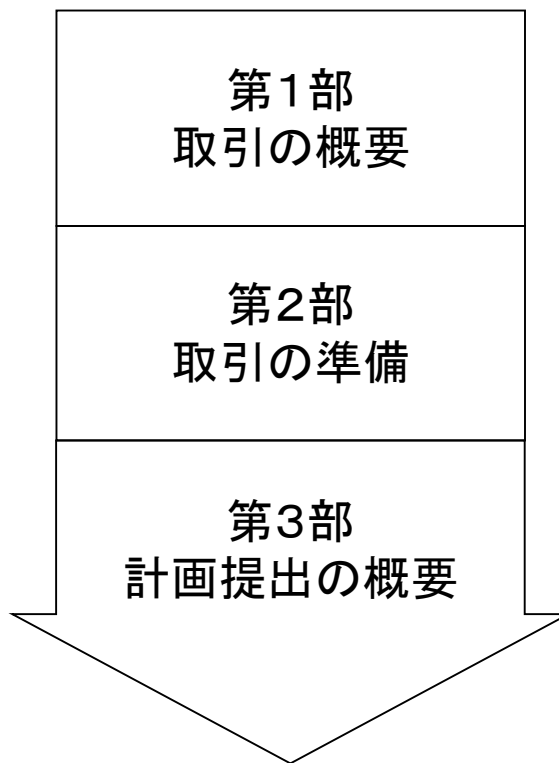 第1部
取引の概要
第2部
取引の準備
第3部
計画提出の概要